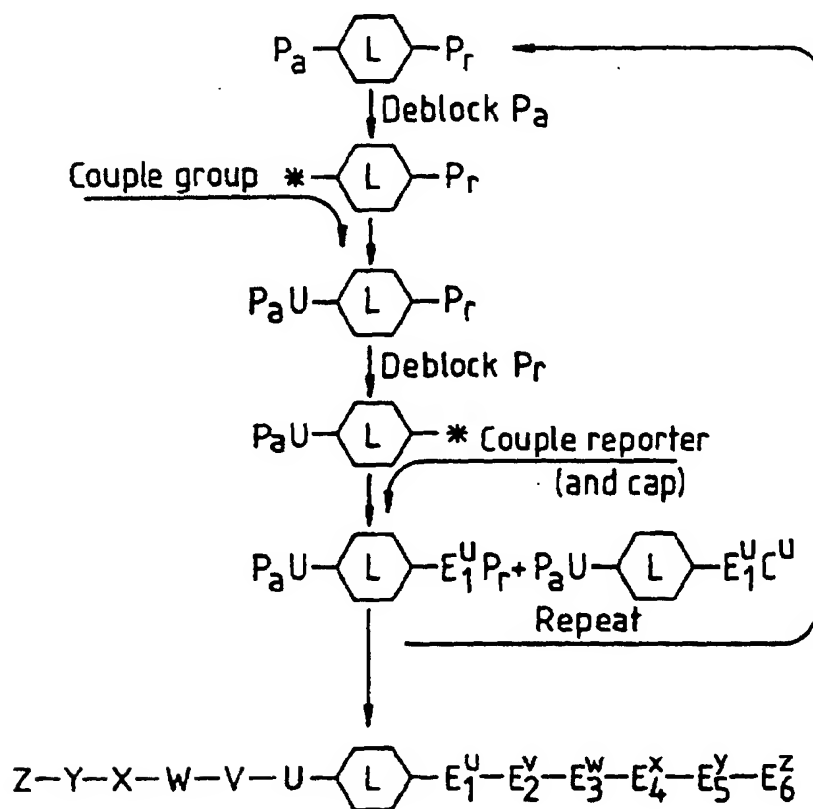 Pa L Pr
Deblock Pa
Couple group * L Pr
PaU L Pr
Deblock Pr
PaU L * Couple reporter
(and cap)
PaU L E₁ᵁPr + PaU L E₁ᵁCᵁ
Repeat
Z-Y-X-W-V-U- L -E₁ᵁ-E₂ᵛ-E₃ʷ-E₄ˣ-E₅ʸ-E₆ᶻ